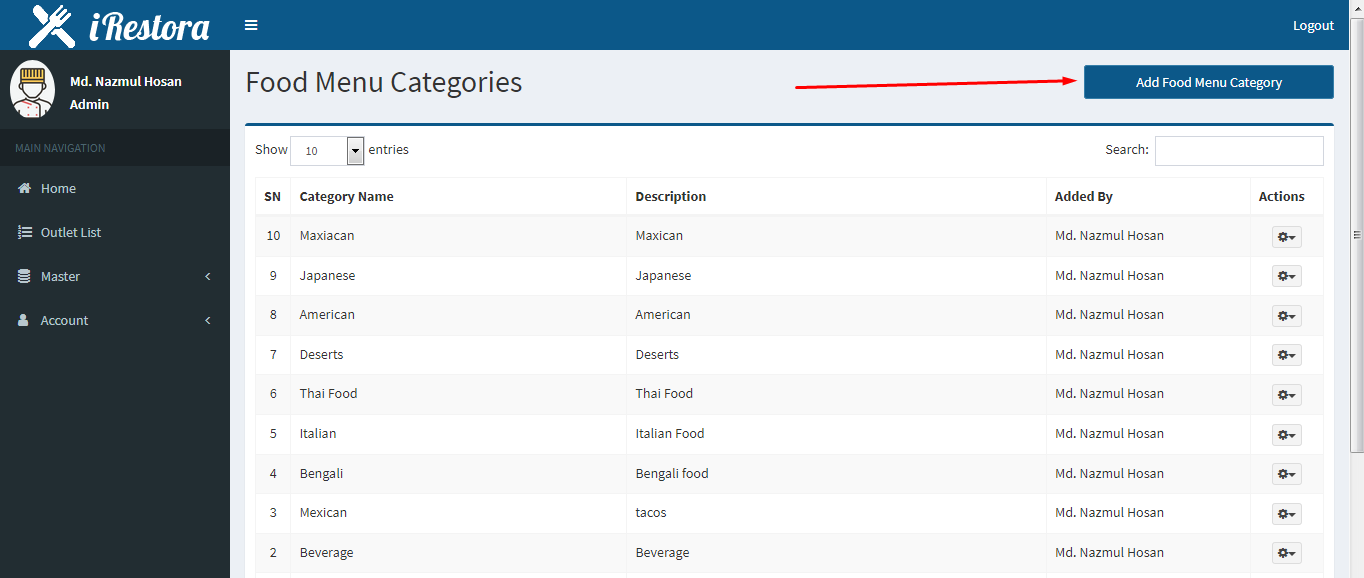 iRestora
Logout
Md. Nazmul Hosan
Admin
MAIN NAVIGATION
Home
Outlet List
Master
Account
Food Menu Categories
Add Food Menu Category
Show 10 entries
Search:
SN Category Name Description Added By Actions
10 Maxiacan Maxican Md. Nazmul Hosan
9 Japanese Japanese Md. Nazmul Hosan
8 American American Md. Nazmul Hosan
7 Deserts Deserts Md. Nazmul Hosan
6 Thai Food Thai Food Md. Nazmul Hosan
5 Italian Italian Food Md. Nazmul Hosan
4 Bengali Bengali food Md. Nazmul Hosan
3 Mexican tacos Md. Nazmul Hosan
2 Beverage Beverage Md. Nazmul Hosan